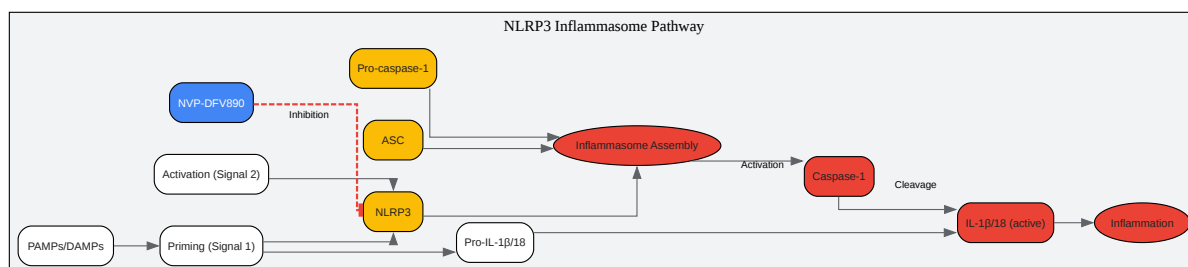 NLRP3 Inflammasome Pathway
Pro-caspase-1
NVP-DFV890
Inhibition
ASC
Inflammasome Assembly
Activation
Activation (Signal 2)
Caspase-1
Cleavage
NLRP3
IL-1β/18 (active)
Inflammation
PAMPs/DAMPs
Priming (Signal 1)
Pro-IL-1β/18